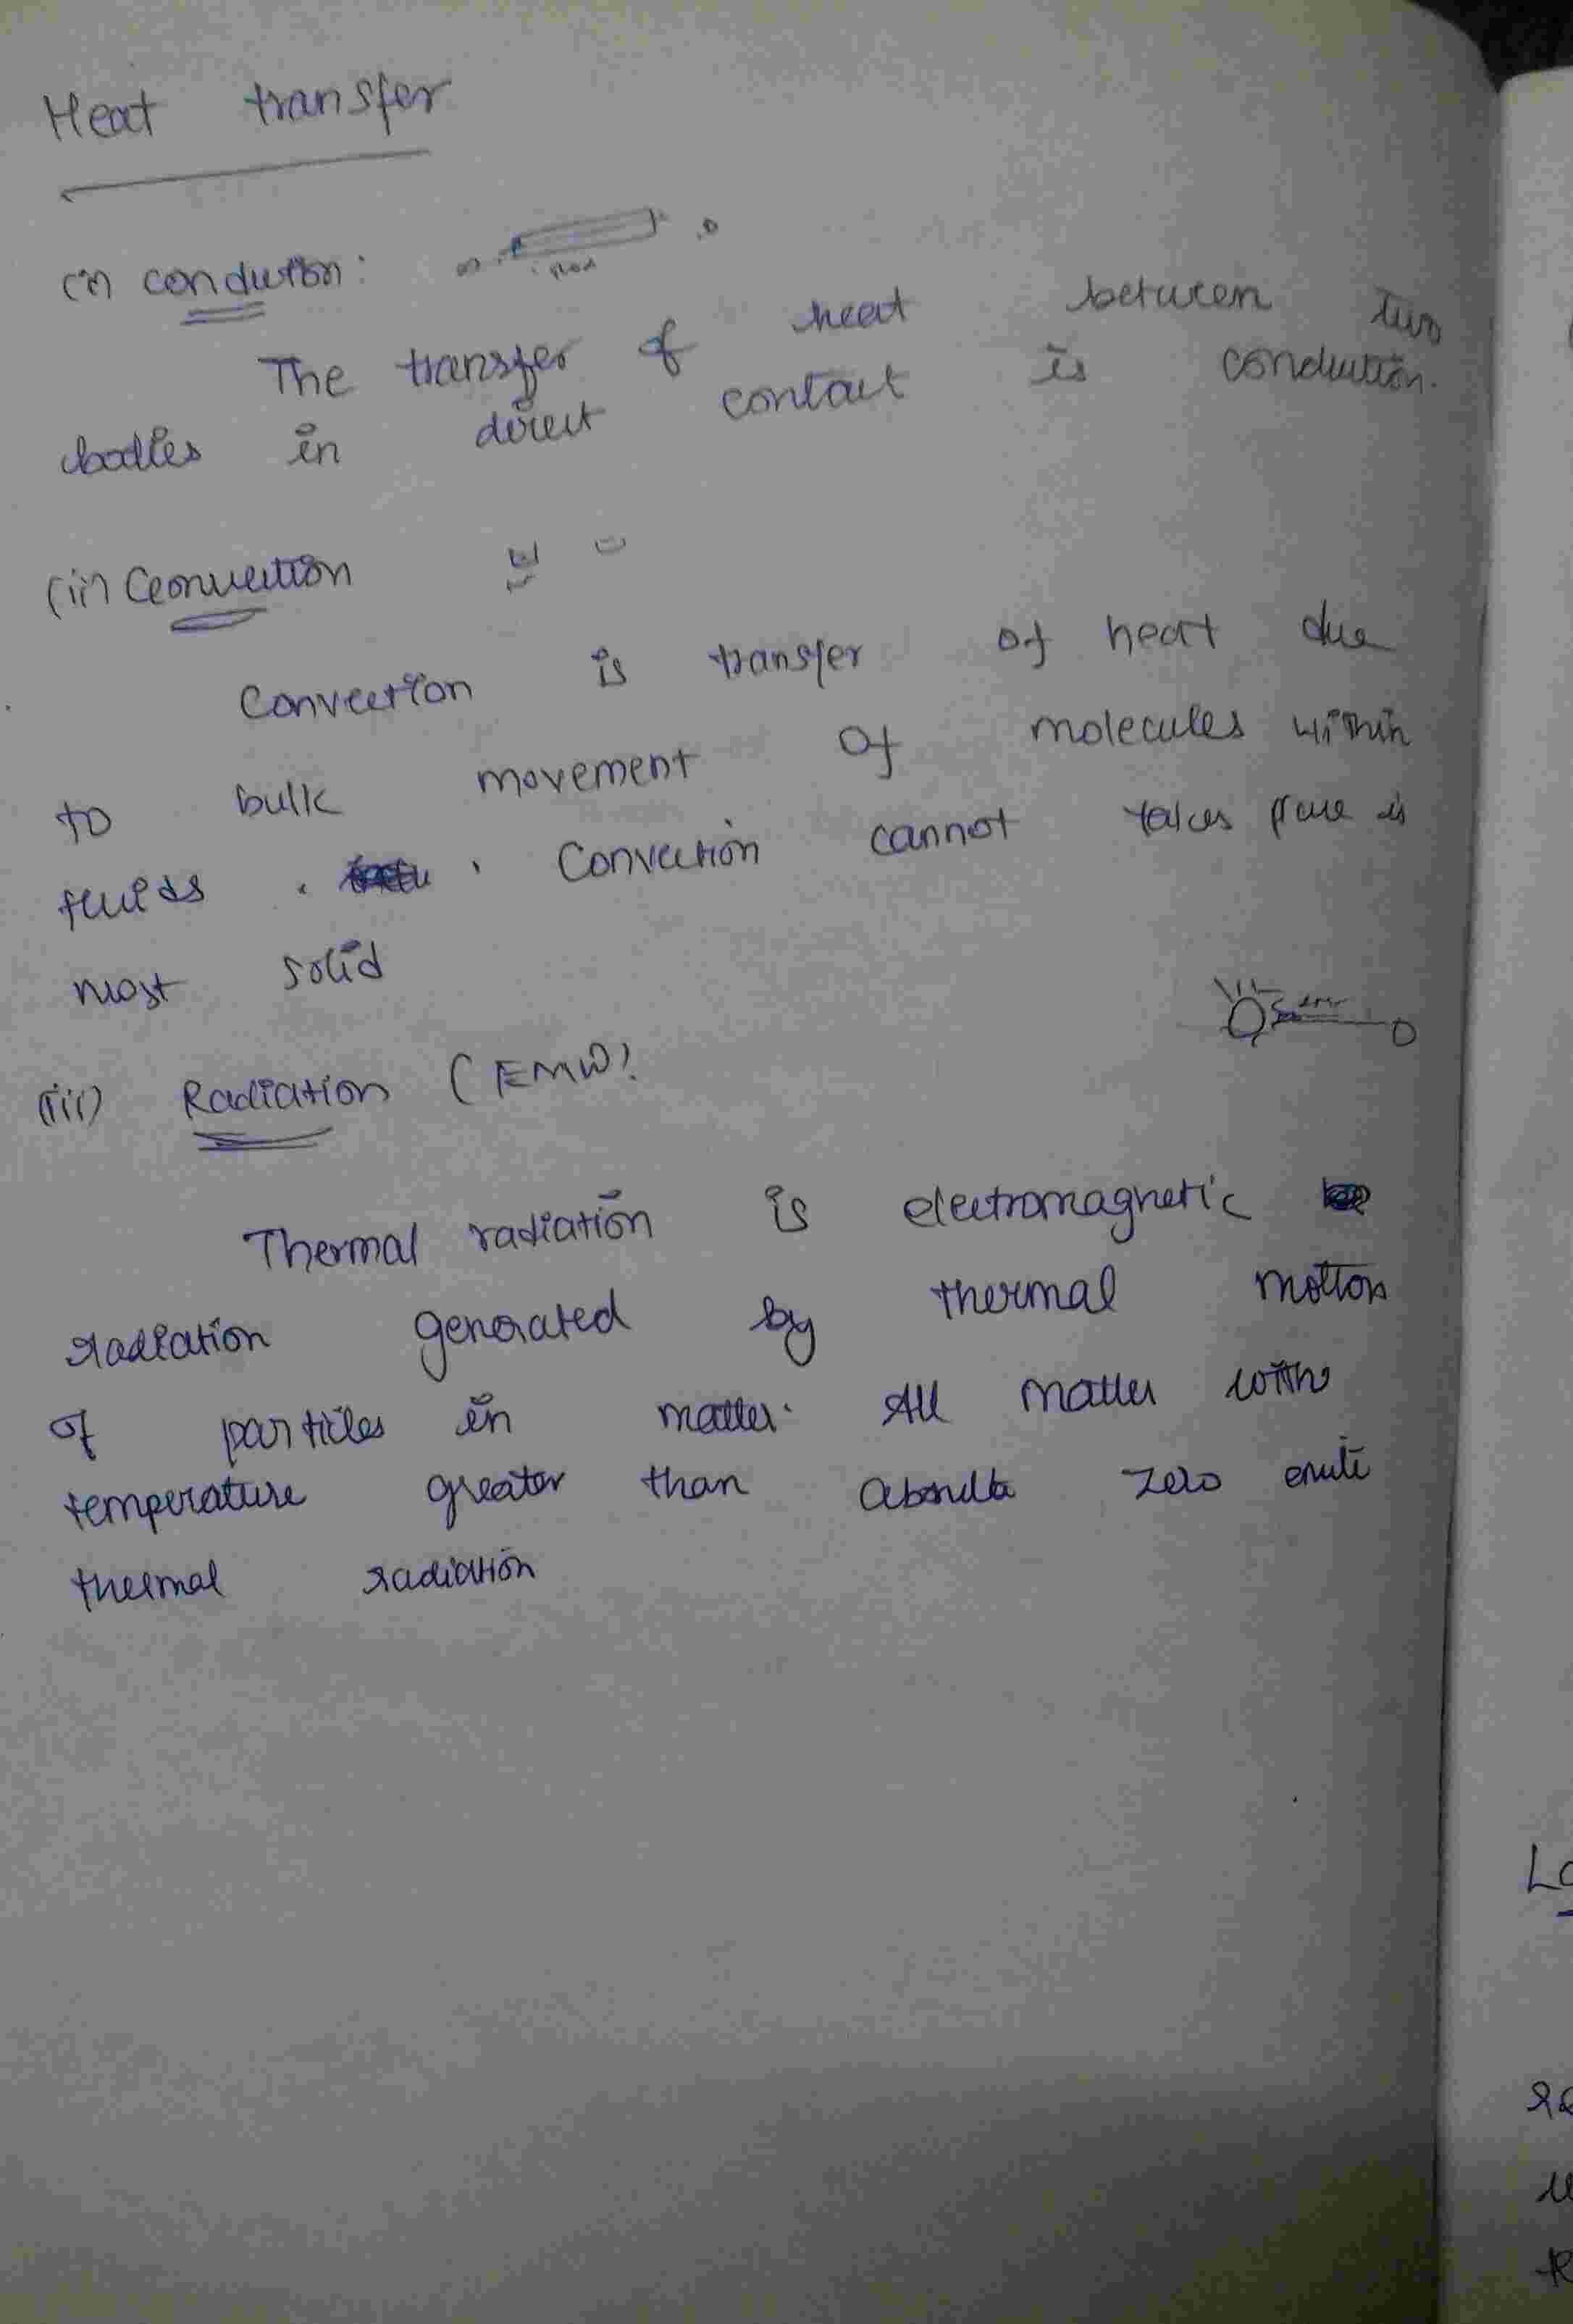 Heat transfer
(i) conduction:
rod
The transfer of heat between two
bodies in direct contact is conduction.
(ii) Convection
Convection is transfer of heat due
to bulk movement of molecules within
fluids. Convection cannot takes place in
most solid
(iii) Radiation (EMW)
Thermal radiation is electromagnetic
radiation generated by thermal motion
of particles in matter. All matter with
temperature greater than absolute zero emits
thermal radiation